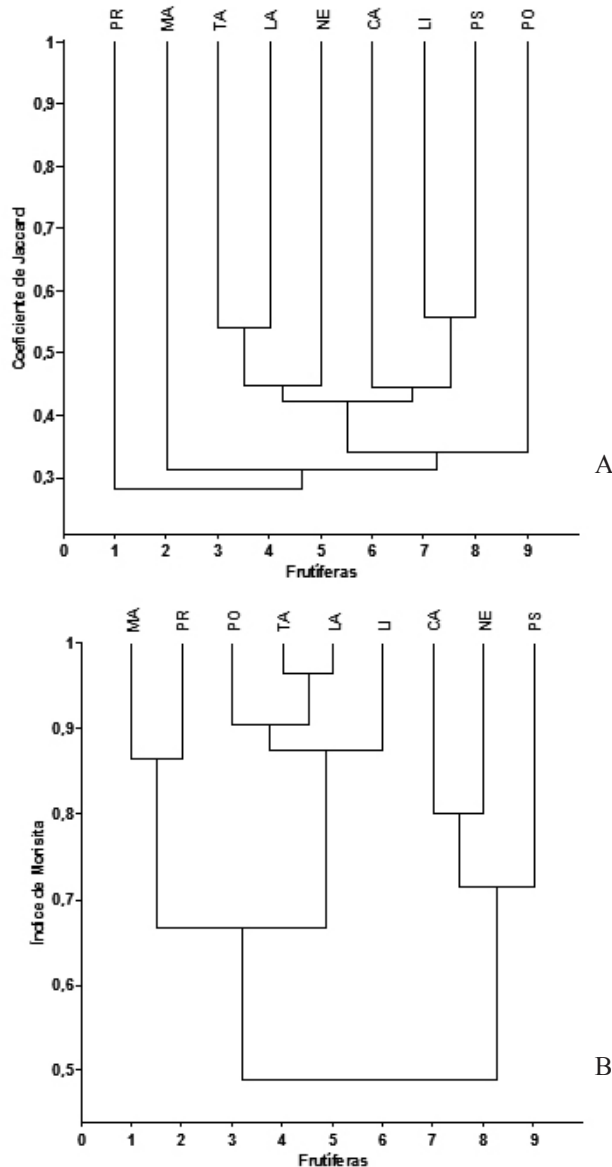 PR MA TA LA NE CA LI PS PO
1
0,9
0,8
0,7
0,6
0,5
0,4
0,3
Coeficiente de Jaccard
0 1 2 3 4 5 6 7 8 9
Frutíferas
A
MA PR PO TA LA LI CA NE PS
1
0,9
0,8
0,7
0,6
0,5
Índice de Morisita
0 1 2 3 4 5 6 7 8 9
Frutíferas
B